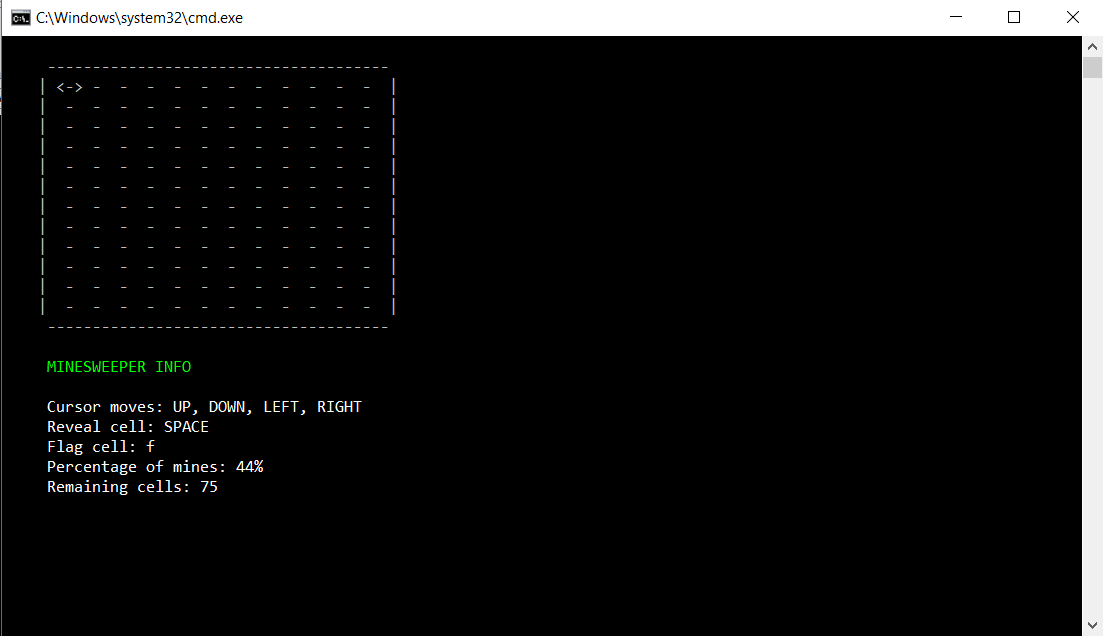 C:\Windows\system32\cmd.exe
--------------------------------------
| <-> -  -  -  -  -  -  -  -  -  -  -  |
|  -  -  -  -  -  -  -  -  -  -  -  -  |
|  -  -  -  -  -  -  -  -  -  -  -  -  |
|  -  -  -  -  -  -  -  -  -  -  -  -  |
|  -  -  -  -  -  -  -  -  -  -  -  -  |
|  -  -  -  -  -  -  -  -  -  -  -  -  |
|  -  -  -  -  -  -  -  -  -  -  -  -  |
|  -  -  -  -  -  -  -  -  -  -  -  -  |
|  -  -  -  -  -  -  -  -  -  -  -  -  |
|  -  -  -  -  -  -  -  -  -  -  -  -  |
|  -  -  -  -  -  -  -  -  -  -  -  -  |
|  -  -  -  -  -  -  -  -  -  -  -  -  |
--------------------------------------
MINESWEEPER INFO
Cursor moves: UP, DOWN, LEFT, RIGHT
Reveal cell: SPACE
Flag cell: f
Percentage of mines: 44%
Remaining cells: 75